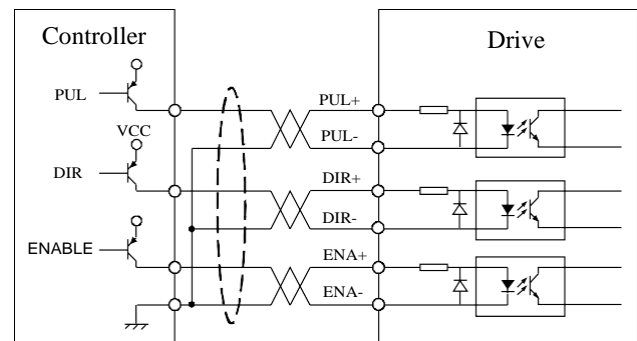 Controller
Drive
PUL
PUL+
VCC
PUL-
DIR
DIR+
DIR-
ENABLE
ENA+
ENA-